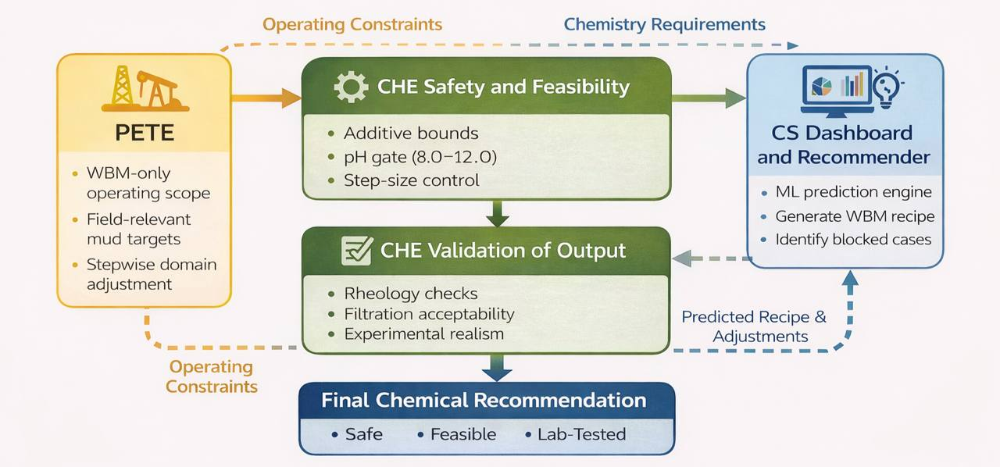 Operating Constraints
Chemistry Requirements
PETE
• WBM-only
operating scope
• Field-relevant
mud targets
• Stepwise domain
adjustment
CHE Safety and Feasibility
• Additive bounds
• pH gate (8.0–12.0)
• Step-size control
CS Dashboard
and Recommender
• ML prediction engine
• Generate WBM recipe
• Identify blocked cases
CHE Validation of Output
• Rheology checks
• Filtration acceptability
• Experimental realism
Predicted Recipe &
Adjustments
Operating
Constraints
Final Chemical Recommendation
• Safe • Feasible • Lab-Tested